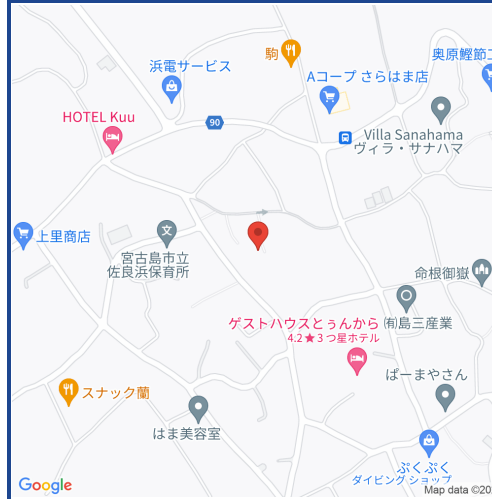 駒
奥原鰹節工
浜電サービス
Aコープ さらはま店
HOTEL Kuu
90
Villa Sanahama
ヴィラ・サナハマ
文
上里商店
宮古島市立
佐良浜保育所
命根御嶽
ゲストハウスとぅんから
4.2★3つ星ホテル
㈲島三産業
ぱーまやさん
スナック蘭
はま美容室
ぷくぷく
ダイビング ショップ
Google
Map data ©20